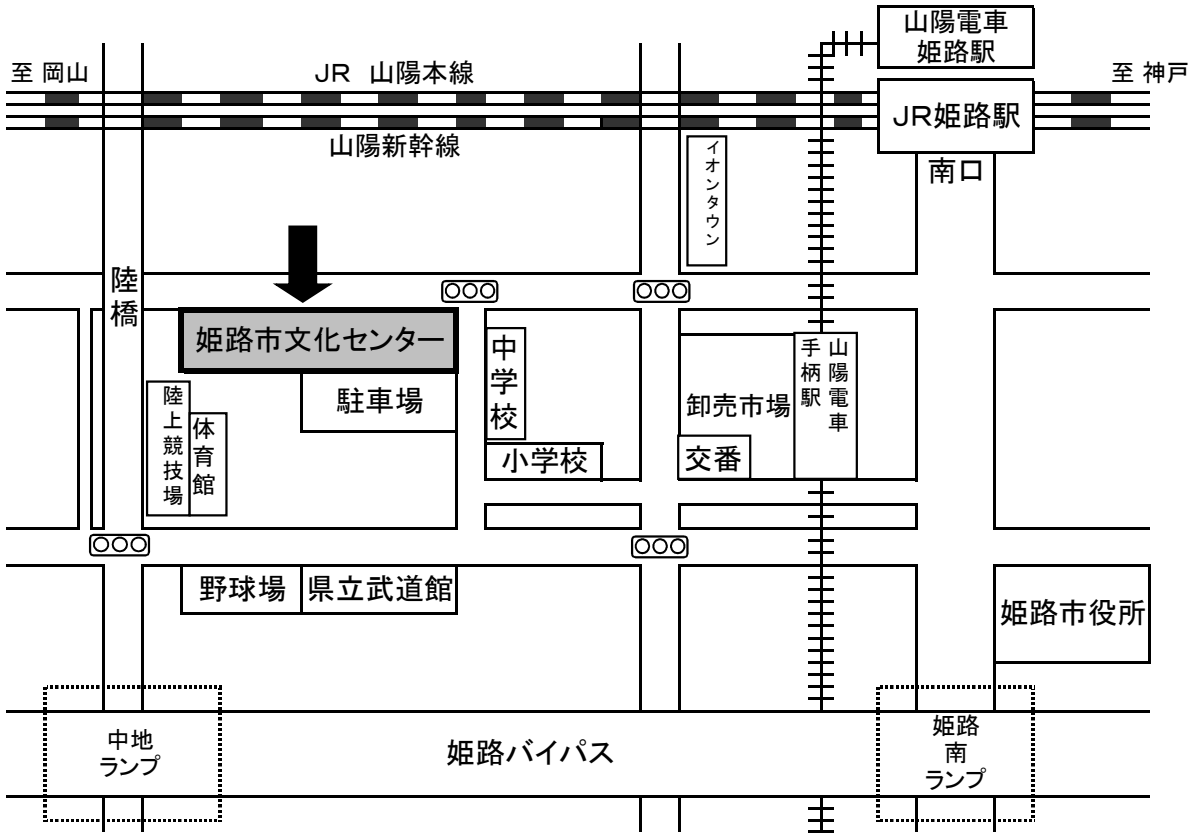 山陽電車
姫路駅
至 岡山
JR 山陽本線
至 神戸
JR姫路駅
山陽新幹線
イオンタウン
南口
陸橋
姫路市文化センター
中学校
手柄駅
山陽電車
陸上競技場
体育館
駐車場
卸売市場
小学校
交番
野球場
県立武道館
姫路市役所
中地
ランプ
姫路バイパス
姫路
南
ランプ